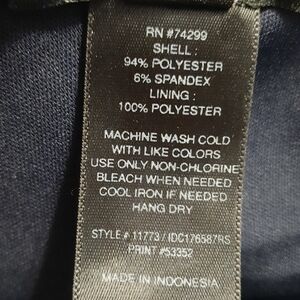 RN #74299
SHELL :
94% POLYESTER
6% SPANDEX
LINING :
100% POLYESTER
MACHINE WASH COLD
WITH LIKE COLORS
USE ONLY NON-CHLORINE
BLEACH WHEN NEEDED
COOL IRON IF NEEDED
HANG DRY
STYLE # 11773 / IDC176587RS
PRINT #53352
MADE IN INDONESIA